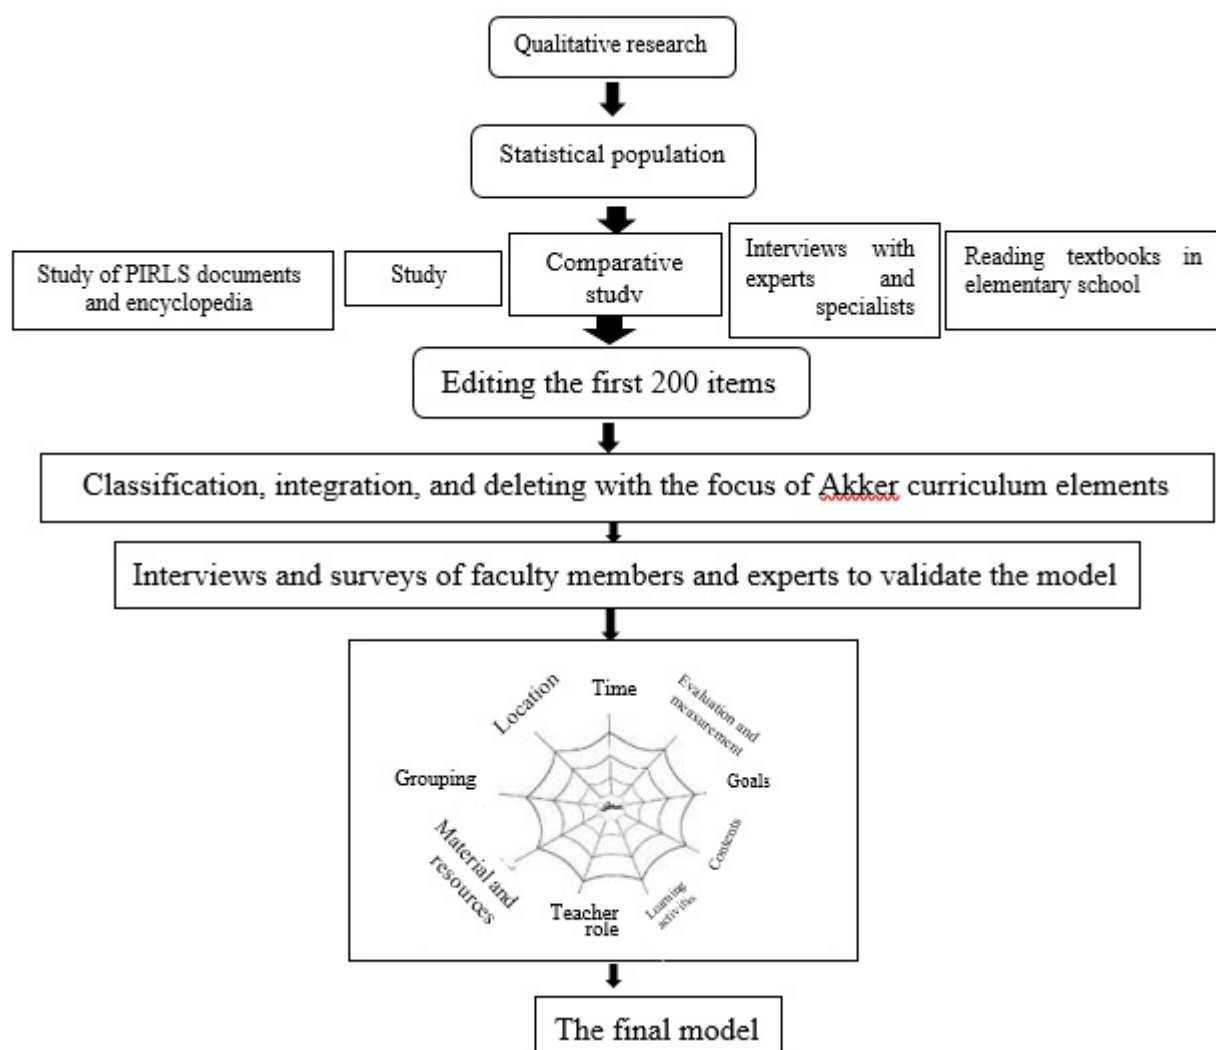 Qualitative research
Statistical population
Study of PIRLS documents
and encyclopedia
Study
Comparative
study
Interviews with
experts and
specialists
Reading textbooks in
elementary school
Editing the first 200 items
Classification, integration, and deleting with the focus of Akker curriculum elements
Interviews and surveys of faculty members and experts to validate the model
Location
Time
Evaluation and
measurement
Grouping
Goals
Contents
Material and
resources
Teacher
role
Learning
activities
The final model